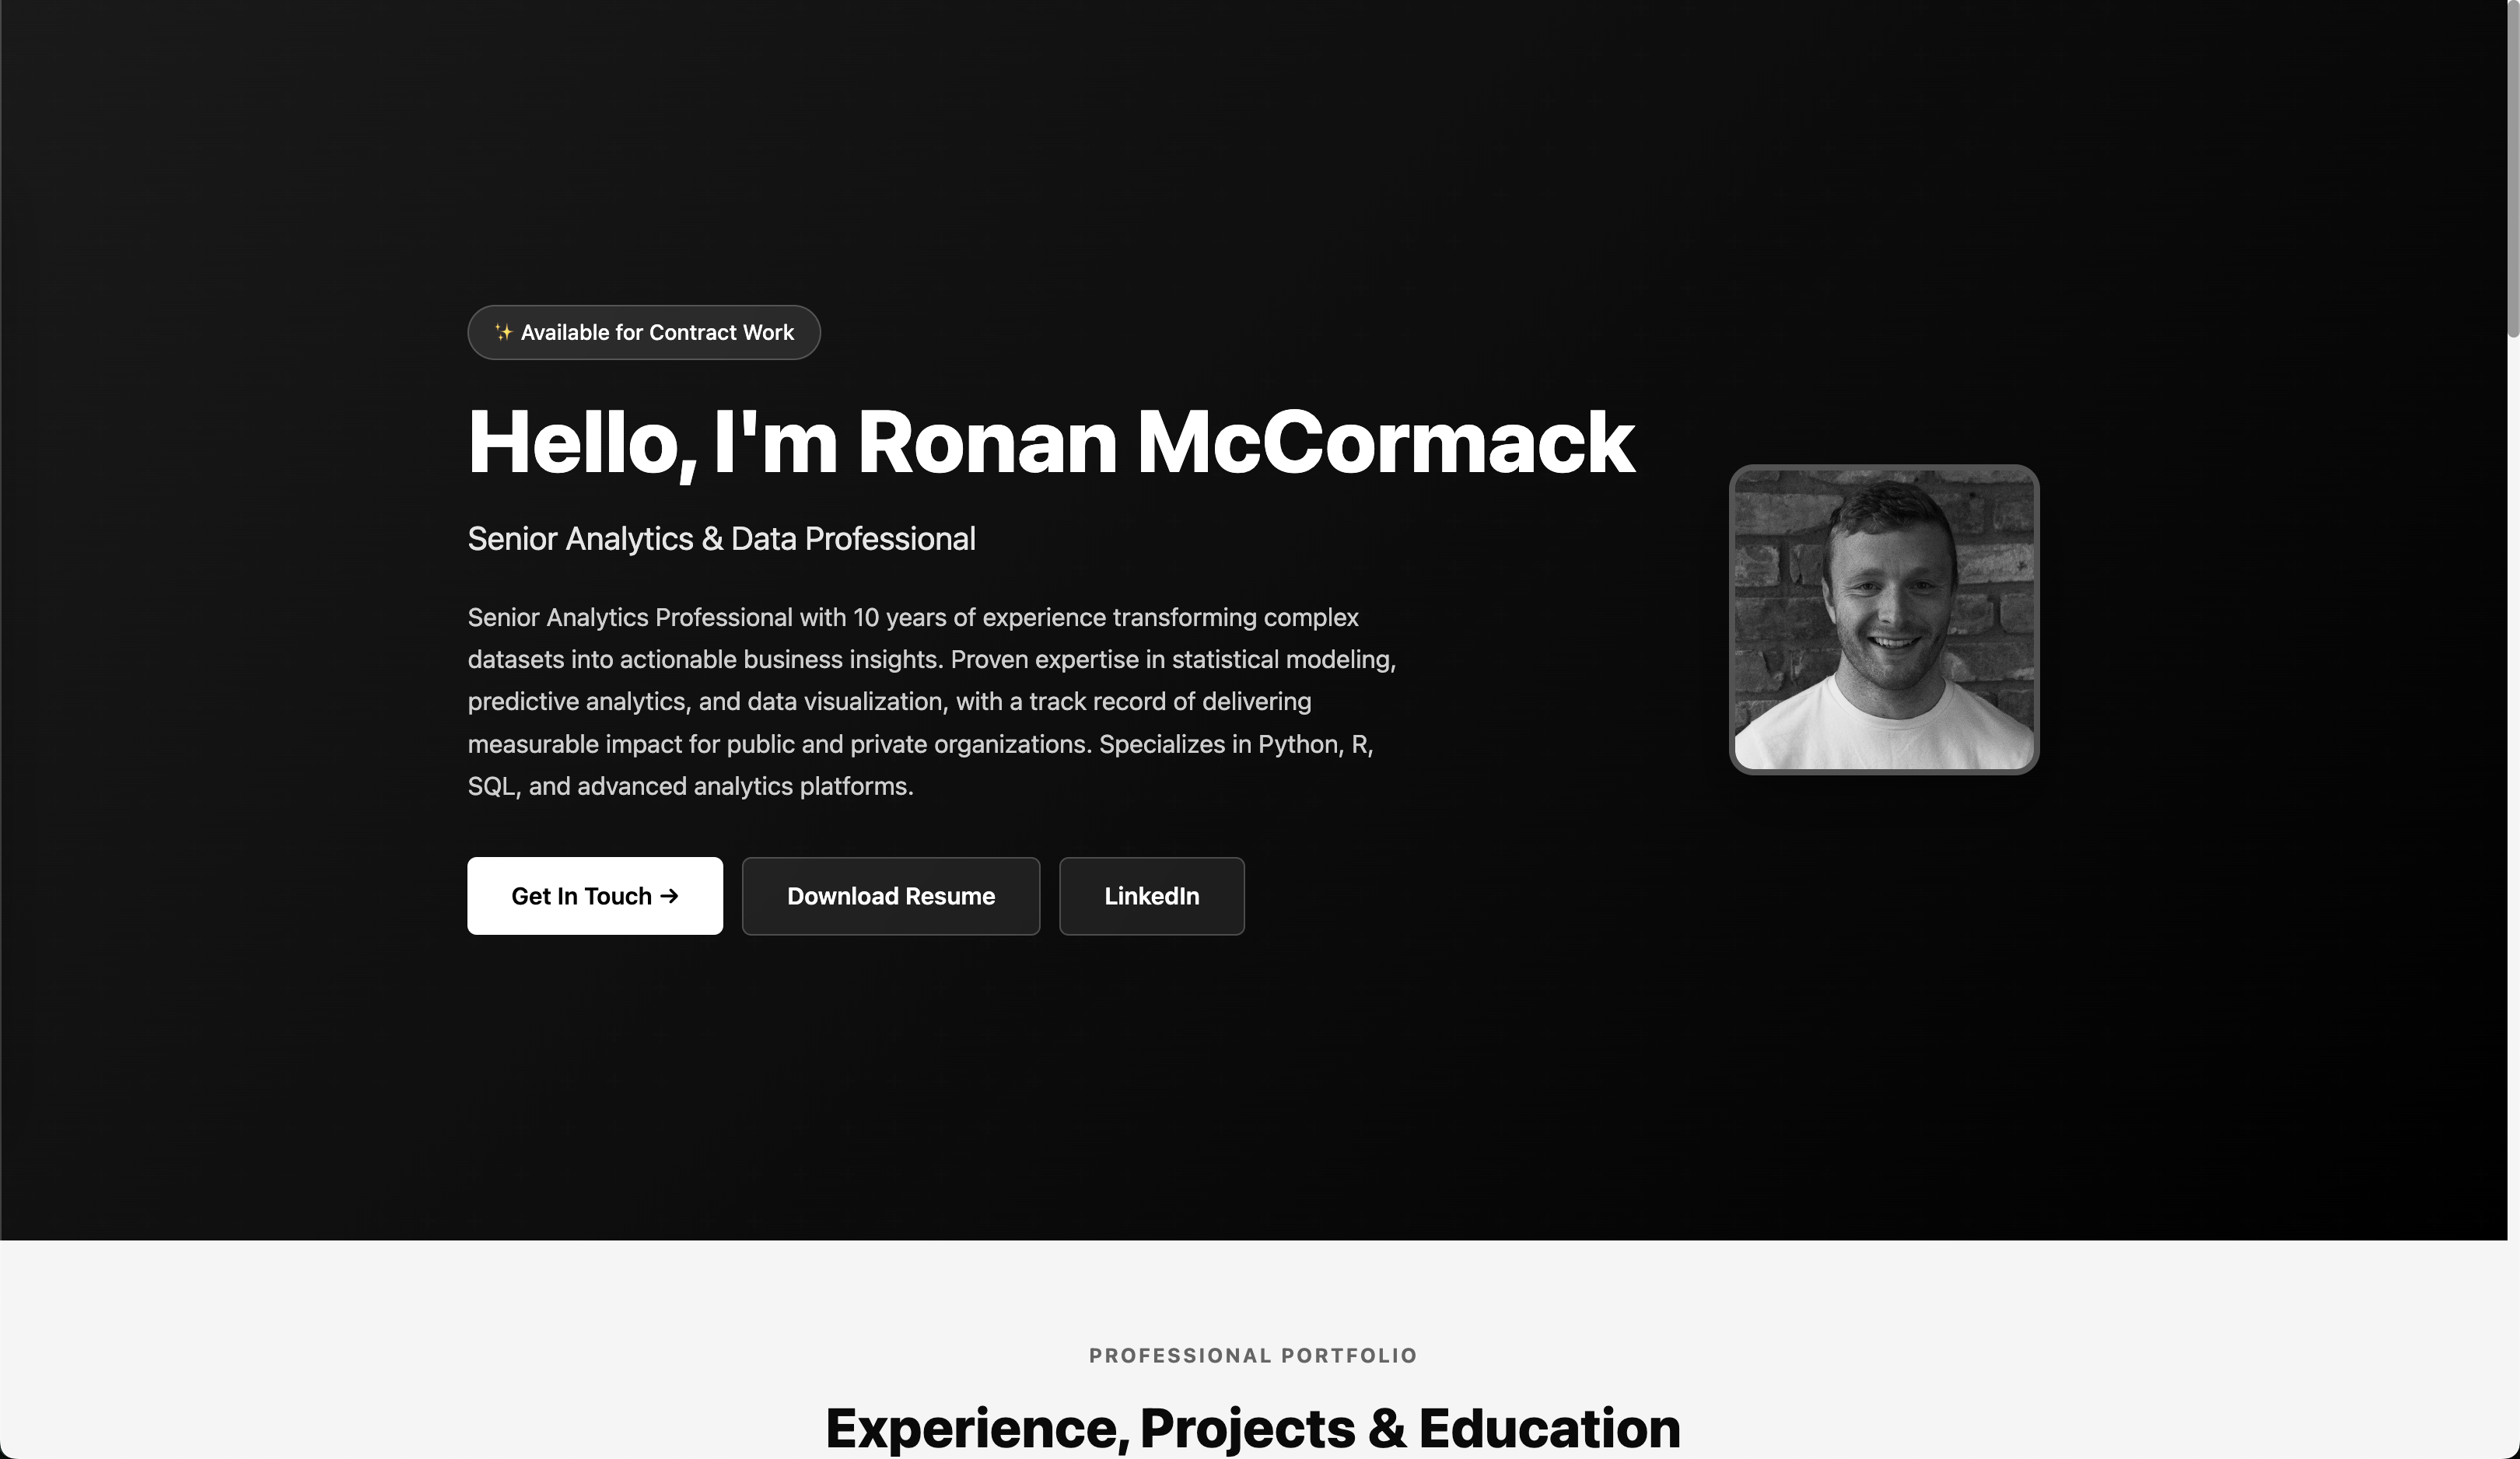 ✨ Available for Contract Work
Hello, I'm Ronan McCormack
Senior Analytics & Data Professional
Senior Analytics Professional with 10 years of experience transforming complex
datasets into actionable business insights. Proven expertise in statistical modeling,
predictive analytics, and data visualization, with a track record of delivering
measurable impact for public and private organizations. Specializes in Python, R,
SQL, and advanced analytics platforms.
Get In Touch →
Download Resume
LinkedIn
PROFESSIONAL PORTFOLIO
Experience, Projects & Education